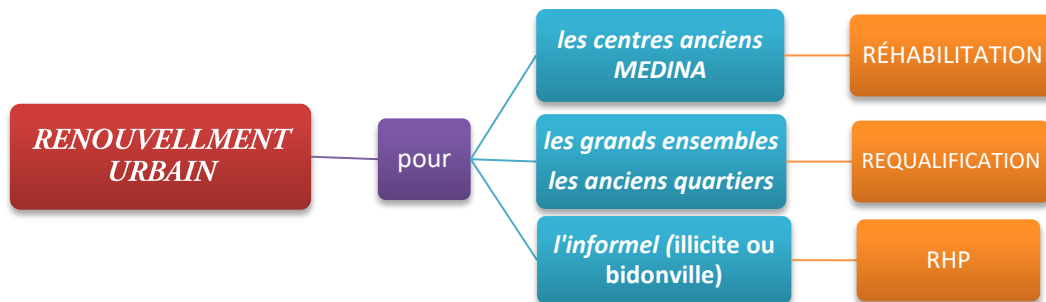 RENOUVELLMENT
URBAIN
pour
les centres anciens
MEDINA
RÉHABILITATION
les grands ensembles
les anciens quartiers
REQUALIFICATION
l'informel (illicite ou
bidonville)
RHP